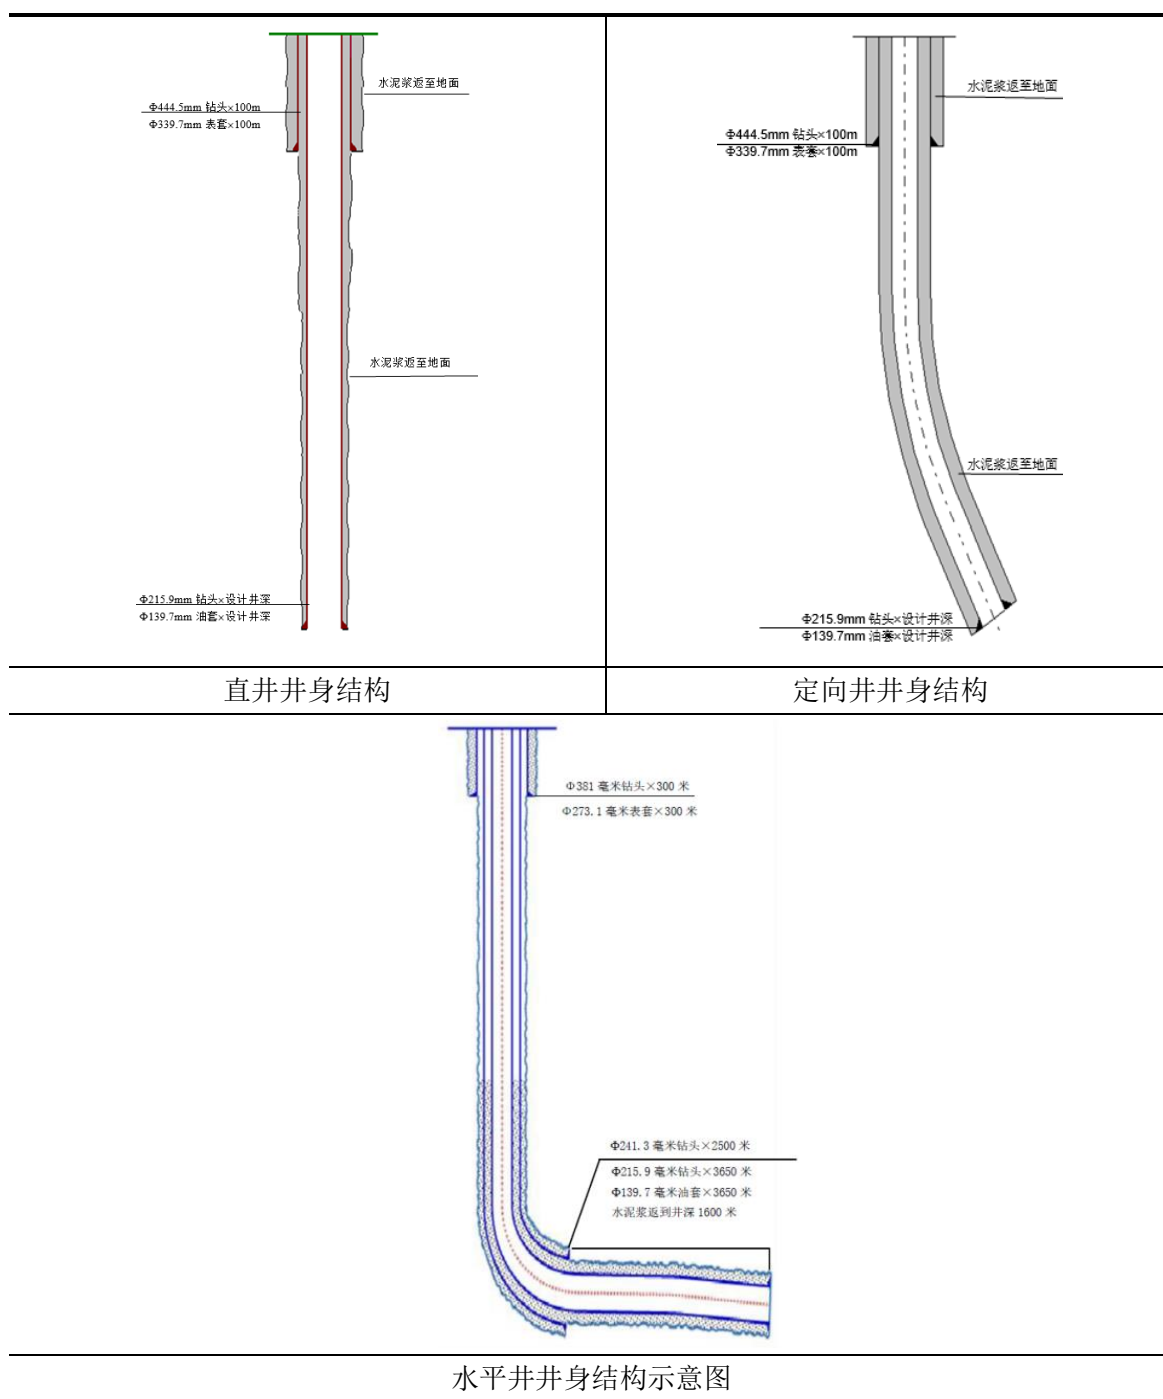 水泥浆返至地面
Φ444.5mm 钻头×100m
Φ339.7mm 表套×100m
水泥浆返至地面
Φ215.9mm 钻头×设计井深
Φ139.7mm 油套×设计井深
水泥浆返至地面
Φ444.5mm 钻头×100m
Φ339.7mm 表套×100m
水泥浆返至地面
Φ215.9mm 钻头×设计井深
Φ139.7mm 油套×设计井深
直井井身结构
定向井井身结构
Φ381 毫米钻头×300 米
Φ273.1 毫米表套×300 米
Φ241.3 毫米钻头×2500 米
Φ215.9 毫米钻头×3650 米
Φ139.7 毫米油套×3650 米
水泥浆返到井深 1600 米
水平井井身结构示意图